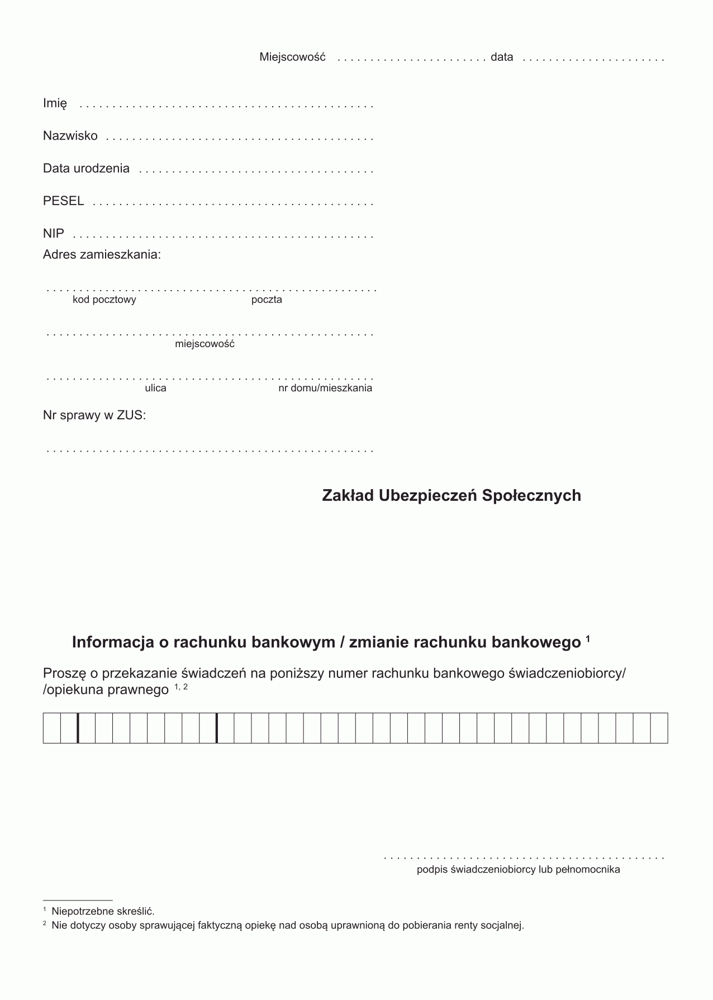 Miejscowość . . . . . . . . . . . . . . . . . . . . . . . data . . . . . . . . . . . . . . . . . . . . . .
Imię . . . . . . . . . . . . . . . . . . . . . . . . . . . . . . . . . . . . . . . . . . . . .
Nazwisko . . . . . . . . . . . . . . . . . . . . . . . . . . . . . . . . . . . . . . . . .
Data urodzenia . . . . . . . . . . . . . . . . . . . . . . . . . . . . . . . . . . . .
PESEL . . . . . . . . . . . . . . . . . . . . . . . . . . . . . . . . . . . . . . . . . . .
NIP . . . . . . . . . . . . . . . . . . . . . . . . . . . . . . . . . . . . . . . . . . . . . .
Adres zamieszkania:
. . . . . . . . . . . . . . . . . . . . . . . . . . . . . . . . . . . . . . . . . . . . . . . . . .
kod pocztowy poczta
. . . . . . . . . . . . . . . . . . . . . . . . . . . . . . . . . . . . . . . . . . . . . . . . . .
miejscowość
. . . . . . . . . . . . . . . . . . . . . . . . . . . . . . . . . . . . . . . . . . . . . . . . . .
ulica nr domu/mieszkania
Nr sprawy w ZUS:
. . . . . . . . . . . . . . . . . . . . . . . . . . . . . . . . . . . . . . . . . . . . . . . . . .
Zakład Ubezpieczeń Społecznych
Informacja o rachunku bankowym / zmianie rachunku bankowego ¹
Proszę o przekazanie świadczeń na poniższy numer rachunku bankowego świadczeniobiorcy/
/opiekuna prawnego ¹, ²
. . . . . . . . . . . . . . . . . . . . . . . . . . . . . . . . . . . . . . . . . . .
podpis świadczeniobiorcy lub pełnomocnika
¹ Niepotrzebne skreślić.
² Nie dotyczy osoby sprawującej faktyczną opiekę nad osobą uprawnioną do pobierania renty socjalnej.